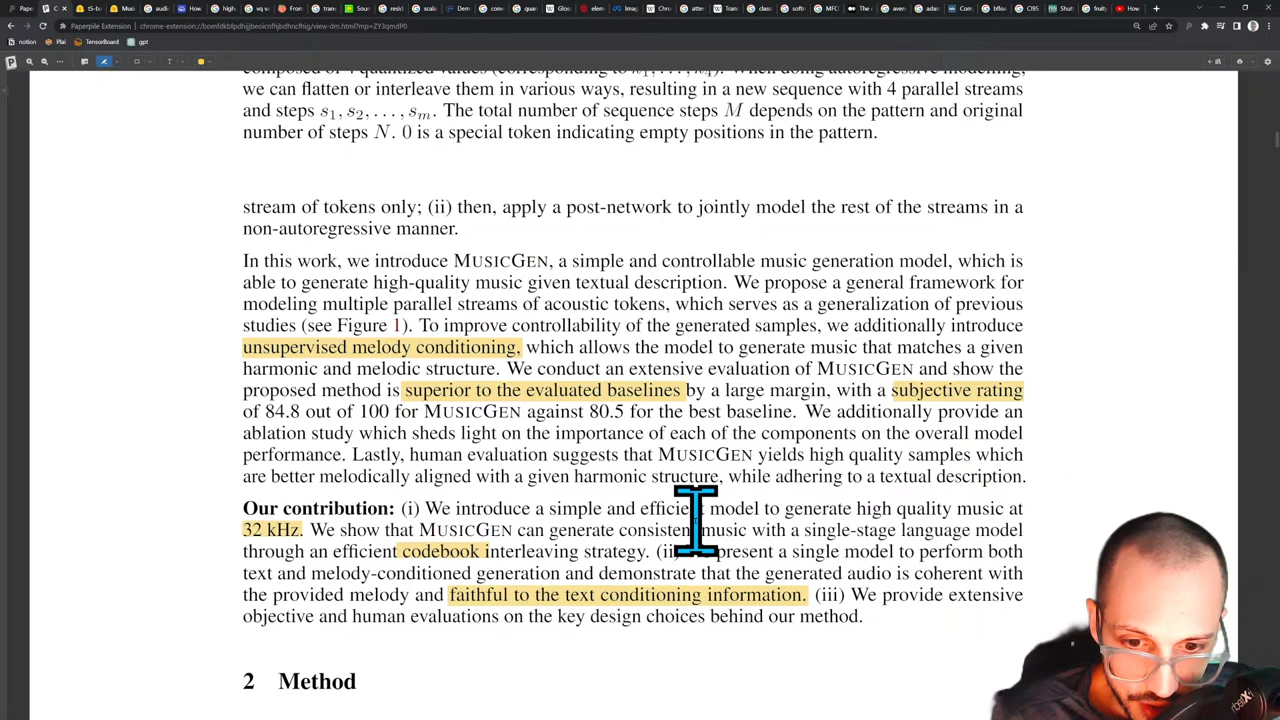 Paperpile Extension
chrome-extension://bomfdkbfpdhijjbeoicnfhjbdhncfhig/view-dm.html?mp=ZY3qmdP0
notion
Plai
TensorBoard
gpt
we can flatten or interleave them in various ways, resulting in a new sequence with 4 parallel streams
and steps s1, s2, . . . , sm. The total number of sequence steps M depends on the pattern and original
number of steps N. 0 is a special token indicating empty positions in the pattern.
stream of tokens only; (ii) then, apply a post-network to jointly model the rest of the streams in a
non-autoregressive manner.
In this work, we introduce MUSICGEN, a simple and controllable music generation model, which is
able to generate high-quality music given textual description. We propose a general framework for
modeling multiple parallel streams of acoustic tokens, which serves as a generalization of previous
studies (see Figure 1). To improve controllability of the generated samples, we additionally introduce
unsupervised melody conditioning, which allows the model to generate music that matches a given
harmonic and melodic structure. We conduct an extensive evaluation of MUSICGEN and show the
proposed method is superior to the evaluated baselines by a large margin, with a subjective rating
of 84.8 out of 100 for MUSICGEN against 80.5 for the best baseline. We additionally provide an
ablation study which sheds light on the importance of each of the components on the overall model
performance. Lastly, human evaluation suggests that MUSICGEN yields high quality samples which
are better melodically aligned with a given harmonic structure, while adhering to a textual description.
Our contribution: (i) We introduce a simple and efficient model to generate high quality music at
32 kHz. We show that MUSICGEN can generate consistent music with a single-stage language model
through an efficient codebook interleaving strategy. (ii) present a single model to perform both
text and melody-conditioned generation and demonstrate that the generated audio is coherent with
the provided melody and faithful to the text conditioning information. (iii) We provide extensive
objective and human evaluations on the key design choices behind our method.
2 Method